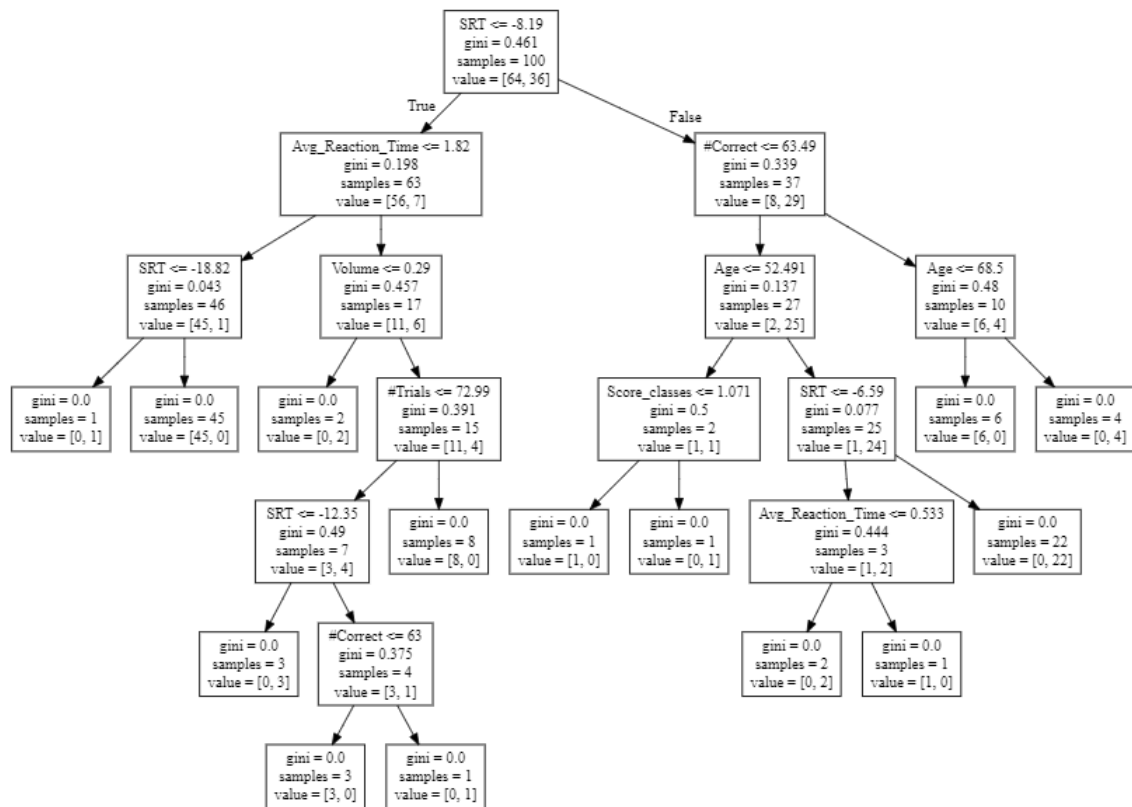 SRT <= -8.19
gini = 0.461
samples = 100
value = [64, 36]
True
False
Avg_Reaction_Time <= 1.82
gini = 0.198
samples = 63
value = [56, 7]
#Correct <= 63.49
gini = 0.339
samples = 37
value = [8, 29]
SRT <= -18.82
gini = 0.043
samples = 46
value = [45, 1]
Volume <= 0.29
gini = 0.457
samples = 17
value = [11, 6]
Age <= 52.491
gini = 0.137
samples = 27
value = [2, 25]
Age <= 68.5
gini = 0.48
samples = 10
value = [6, 4]
gini = 0.0
samples = 1
value = [0, 1]
gini = 0.0
samples = 45
value = [45, 0]
gini = 0.0
samples = 2
value = [0, 2]
#Trials <= 72.99
gini = 0.391
samples = 15
value = [11, 4]
Score_classes <= 1.071
gini = 0.5
samples = 2
value = [1, 1]
SRT <= -6.59
gini = 0.077
samples = 25
value = [1, 24]
gini = 0.0
samples = 6
value = [6, 0]
gini = 0.0
samples = 4
value = [0, 4]
SRT <= -12.35
gini = 0.49
samples = 7
value = [3, 4]
gini = 0.0
samples = 8
value = [8, 0]
gini = 0.0
samples = 1
value = [1, 0]
gini = 0.0
samples = 1
value = [0, 1]
Avg_Reaction_Time <= 0.533
gini = 0.444
samples = 3
value = [1, 2]
gini = 0.0
samples = 22
value = [0, 22]
gini = 0.0
samples = 3
value = [0, 3]
#Correct <= 63
gini = 0.375
samples = 4
value = [3, 1]
gini = 0.0
samples = 2
value = [0, 2]
gini = 0.0
samples = 1
value = [1, 0]
gini = 0.0
samples = 3
value = [3, 0]
gini = 0.0
samples = 1
value = [0, 1]